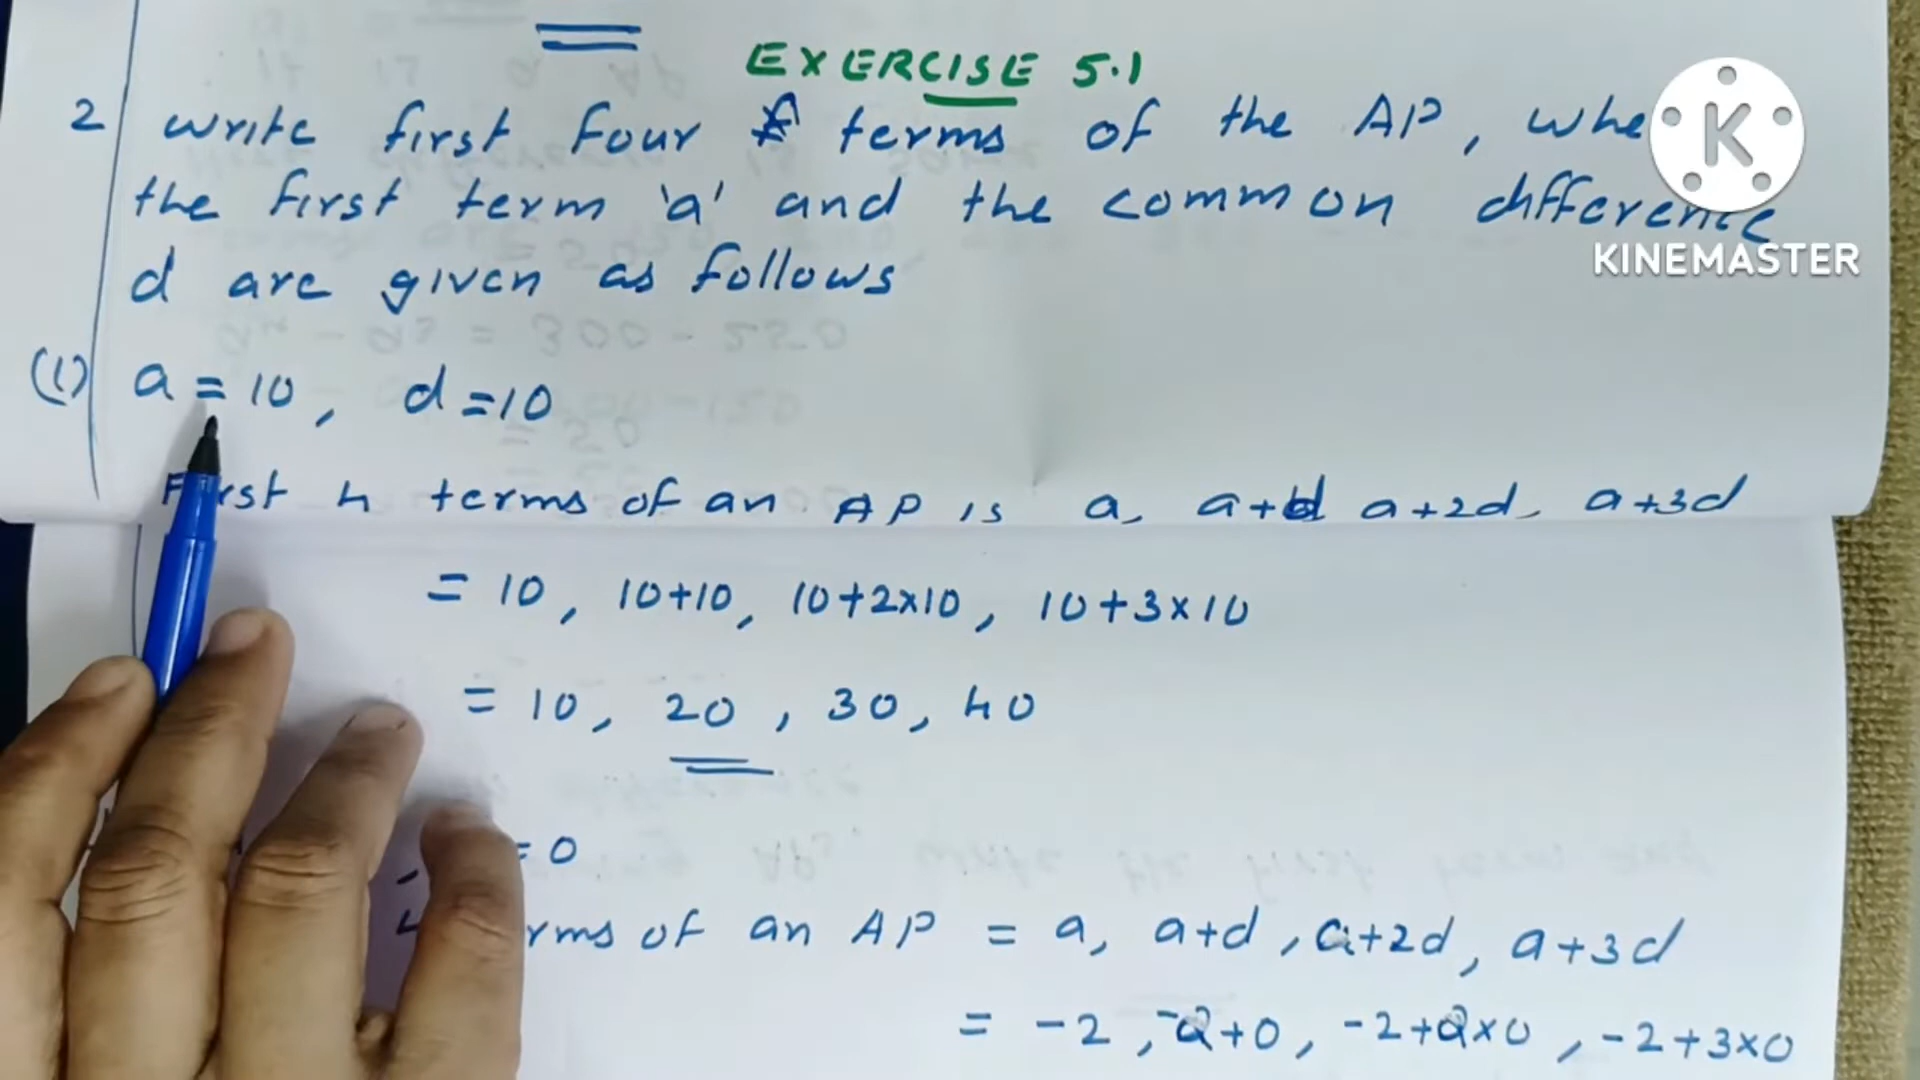 EXERCISE 5.1
2 write first four terms of the AP, whe
the first term 'a' and the common difference
d are given as follows
KINEMASTER
(1) a = 10, d = 10
First 4 terms of an AP is a, a+d a+2d, a+3d
= 10, 10+10, 10+2×10, 10+3×10
= 10, 20, 30, 40
= 0
rms of an AP = a, a+d, a+2d, a+3d
= -2, -2+0, -2+2×0, -2+3×0